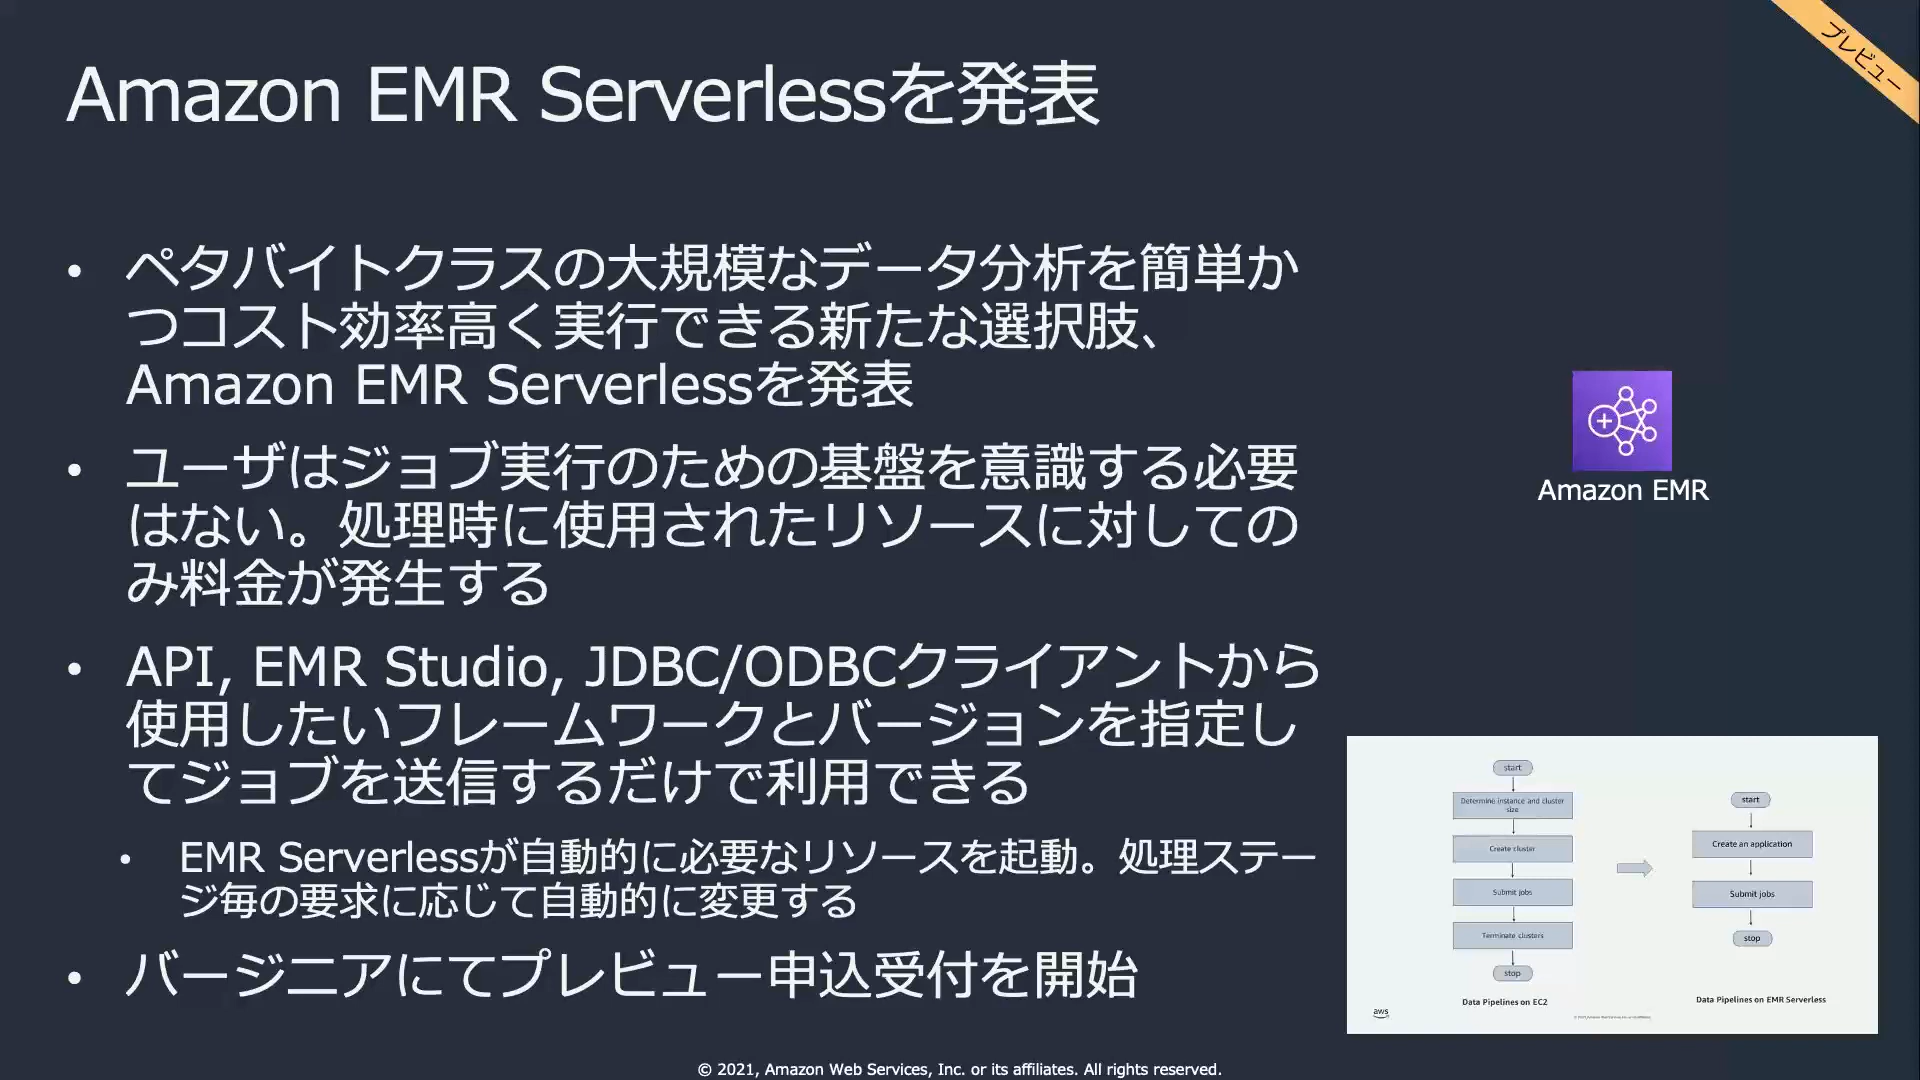 プレビュー
Amazon EMR Serverlessを発表
• ペタバイトクラスの大規模なデータ分析を簡単か
つコスト効率高く実行できる新たな選択肢、
Amazon EMR Serverlessを発表
• ユーザはジョブ実行のための基盤を意識する必要
はない。処理時に使用されたリソースに対しての
み料金が発生する
• API, EMR Studio, JDBC/ODBCクライアントから
使用したいフレームワークとバージョンを指定し
てジョブを送信するだけで利用できる
• EMR Serverlessが自動的に必要なリソースを起動。処理ステー
ジ毎の要求に応じて自動的に変更する
• バージニアにてプレビュー申込受付を開始
Amazon EMR
start
Determine instance and cluster
size
Create cluster
Submit jobs
Terminate clusters
stop
Data Pipelines on EC2
start
Create an application
Submit jobs
stop
Data Pipelines on EMR Serverless
aws
© 2021, Amazon Web Services, Inc. or its affiliates. All rights reserved.